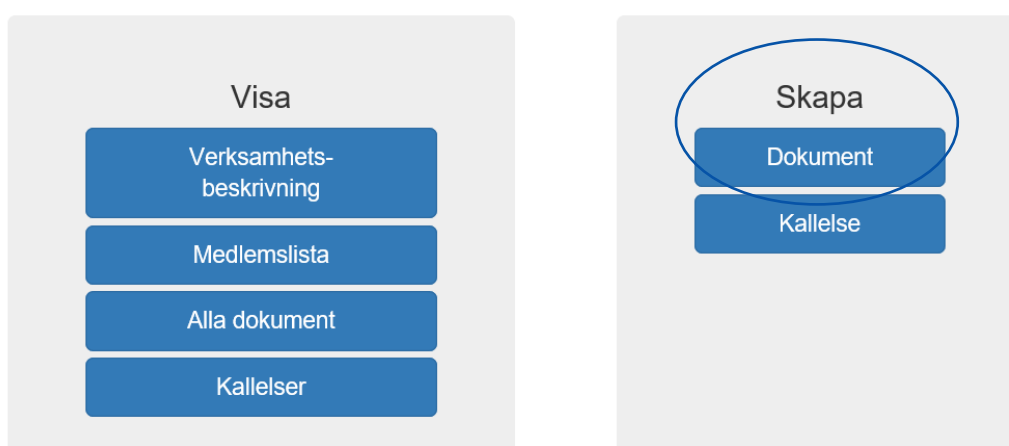 Visa
Verksamhets-
beskrivning
Medlemslista
Alla dokument
Kallelser
Skapa
Dokument
Kallelse